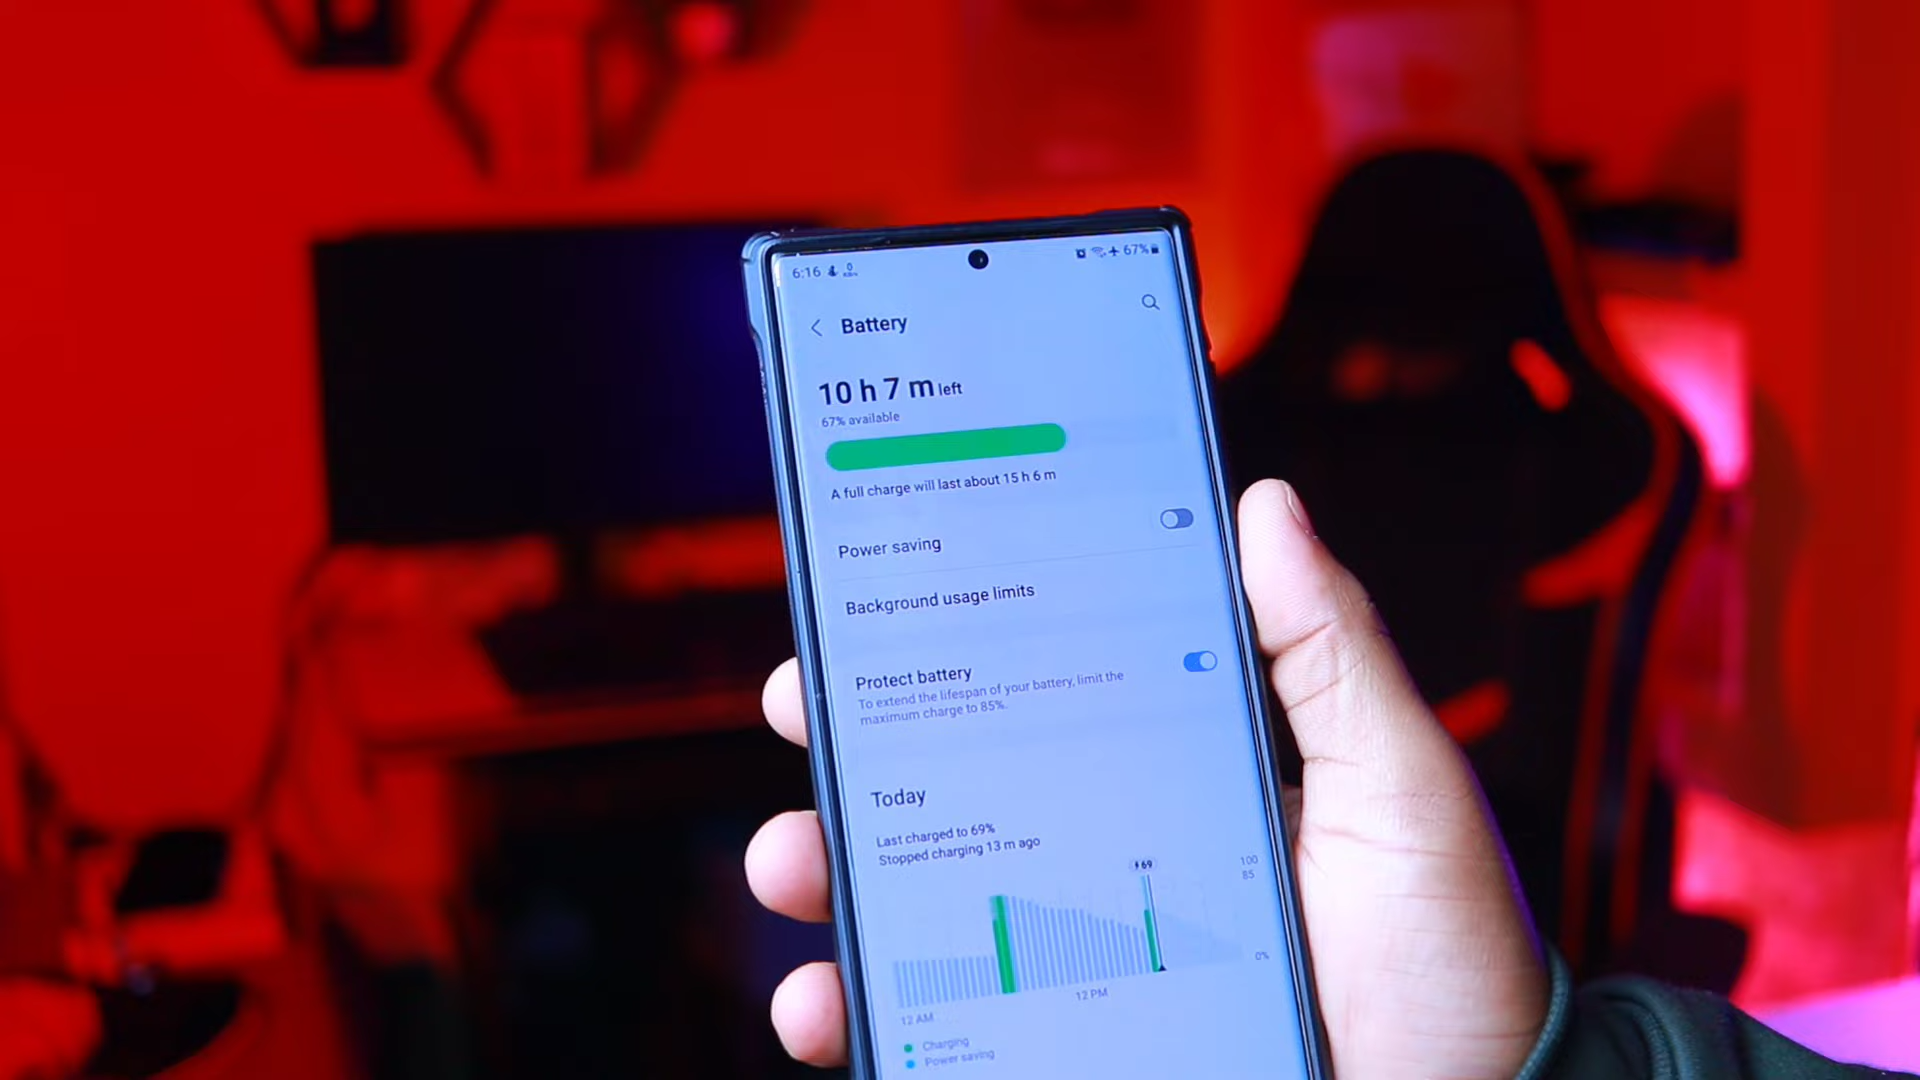 6:16 0 KB/s 67%
Battery
10 h 7 m left
67% available
A full charge will last about 15 h 6 m
Power saving
Background usage limits
Protect battery
To extend the lifespan of your battery, limit the
maximum charge to 85%.
Today
Last charged to 69%
Stopped charging 13 m ago
69
100
85
0%
12 AM
12 PM
Charging
Power saving